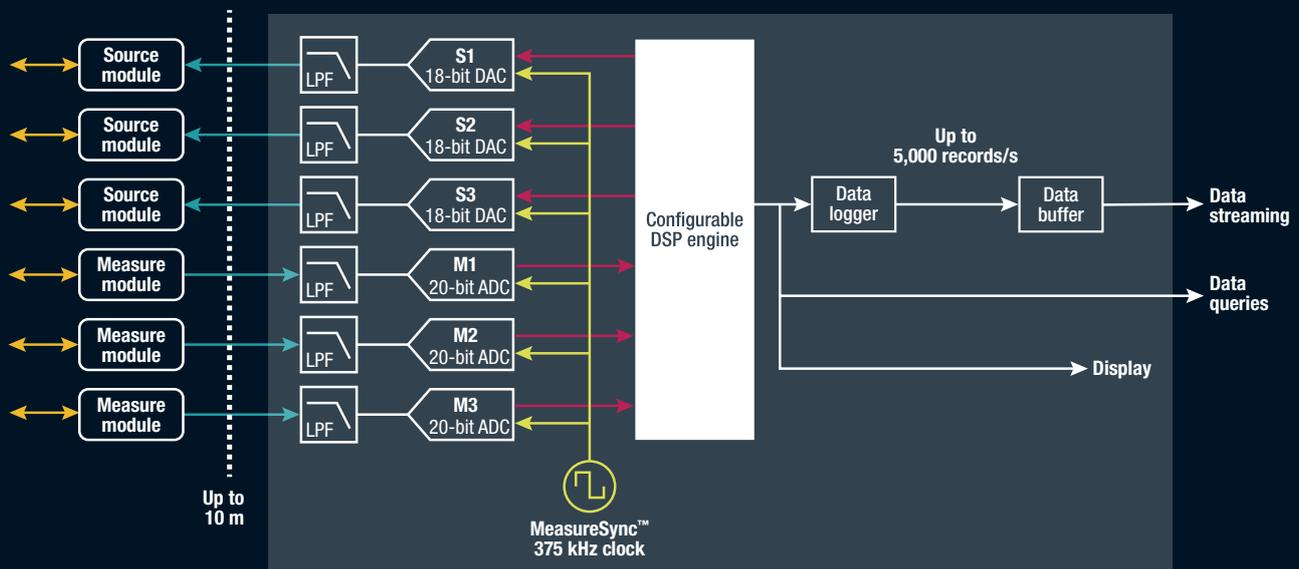 Source
module
LPF
S1
18-bit DAC
Source
module
LPF
S2
18-bit DAC
Source
module
LPF
S3
18-bit DAC
Measure
module
LPF
M1
20-bit ADC
Measure
module
LPF
M2
20-bit ADC
Measure
module
LPF
M3
20-bit ADC
Up to
10 m
MeasureSync™
375 kHz clock
Configurable
DSP engine
Up to
5,000 records/s
Data
logger
Data
buffer
Data
streaming
Data
queries
Display